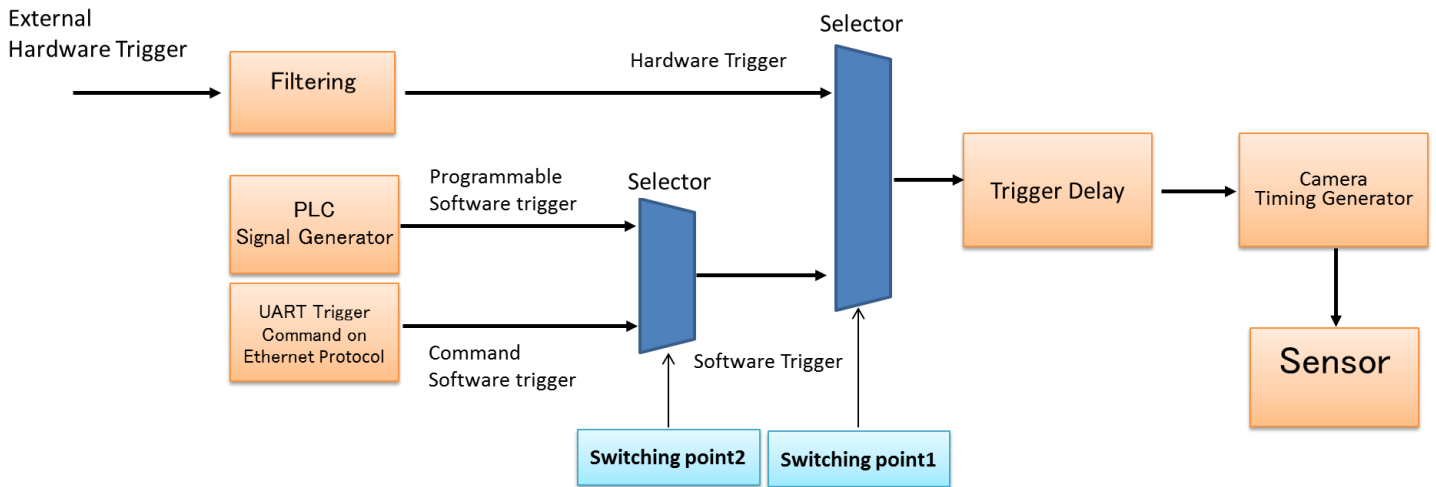 External
Hardware Trigger
Filtering
Hardware Trigger
Selector
PLC
Signal Generator
Programmable
Software trigger
Selector
UART Trigger
Command on
Ethernet Protocol
Command
Software trigger
Software Trigger
Trigger Delay
Camera
Timing Generator
Sensor
Switching point2
Switching point1